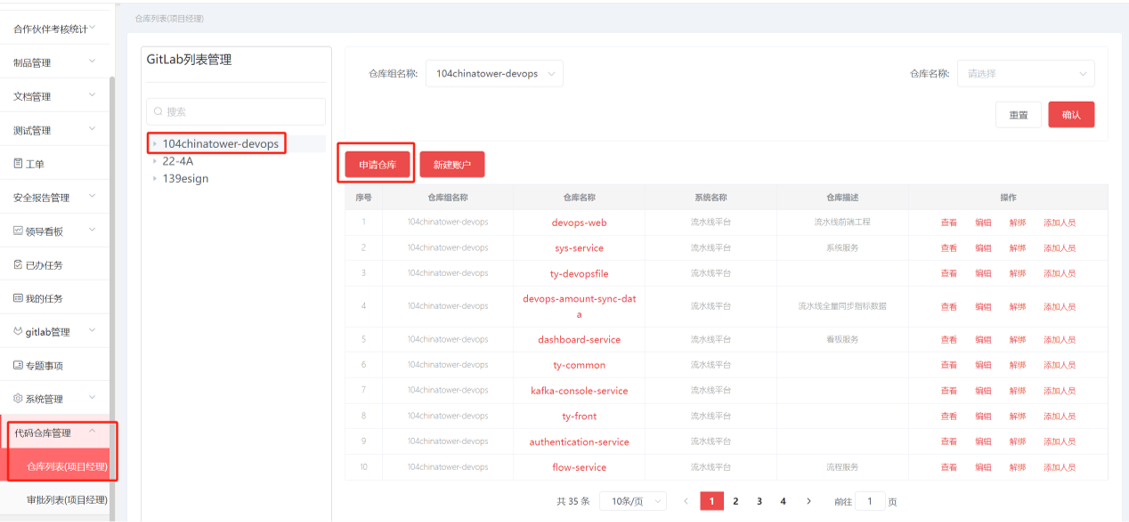 合作伙伴考核统计
制品管理
文档管理
测试管理
工单
安全报告管理
领导看板
已办任务
我的任务
gitlab管理
专题事项
系统管理
代码仓库管理
仓库列表(项目经理)
审批列表(项目经理)
仓库列表(项目经理)
GitLab列表管理
搜索
104chinatower-devops
22-4A
139esign
仓库组名称: 104chinatower-devops 仓库名称: 请选择
重置 确认
申请仓库 新建账户
序号 仓库组名称 仓库名称 系统名称 仓库描述 操作
1 104chinatower-devops devops-web 流水线平台 流水线前端工程 查看 编辑 解绑 添加人员
2 104chinatower-devops sys-service 流水线平台 系统服务 查看 编辑 解绑 添加人员
3 104chinatower-devops ty-devopsfile 流水线平台 查看 编辑 解绑 添加人员
4 104chinatower-devops devops-amount-sync-dat 流水线平台 流水线全量同步指标数据 查看 编辑 解绑 添加人员
a
5 104chinatower-devops dashboard-service 流水线平台 看板服务 查看 编辑 解绑 添加人员
6 104chinatower-devops ty-common 流水线平台 查看 编辑 解绑 添加人员
7 104chinatower-devops kafka-console-service 流水线平台 查看 编辑 解绑 添加人员
8 104chinatower-devops ty-front 流水线平台 查看 编辑 解绑 添加人员
9 104chinatower-devops authentication-service 流水线平台 查看 编辑 解绑 添加人员
10 104chinatower-devops flow-service 流水线平台 流程服务 查看 编辑 解绑 添加人员
共 35 条 10条/页 < 1 2 3 4 > 前往 1 页